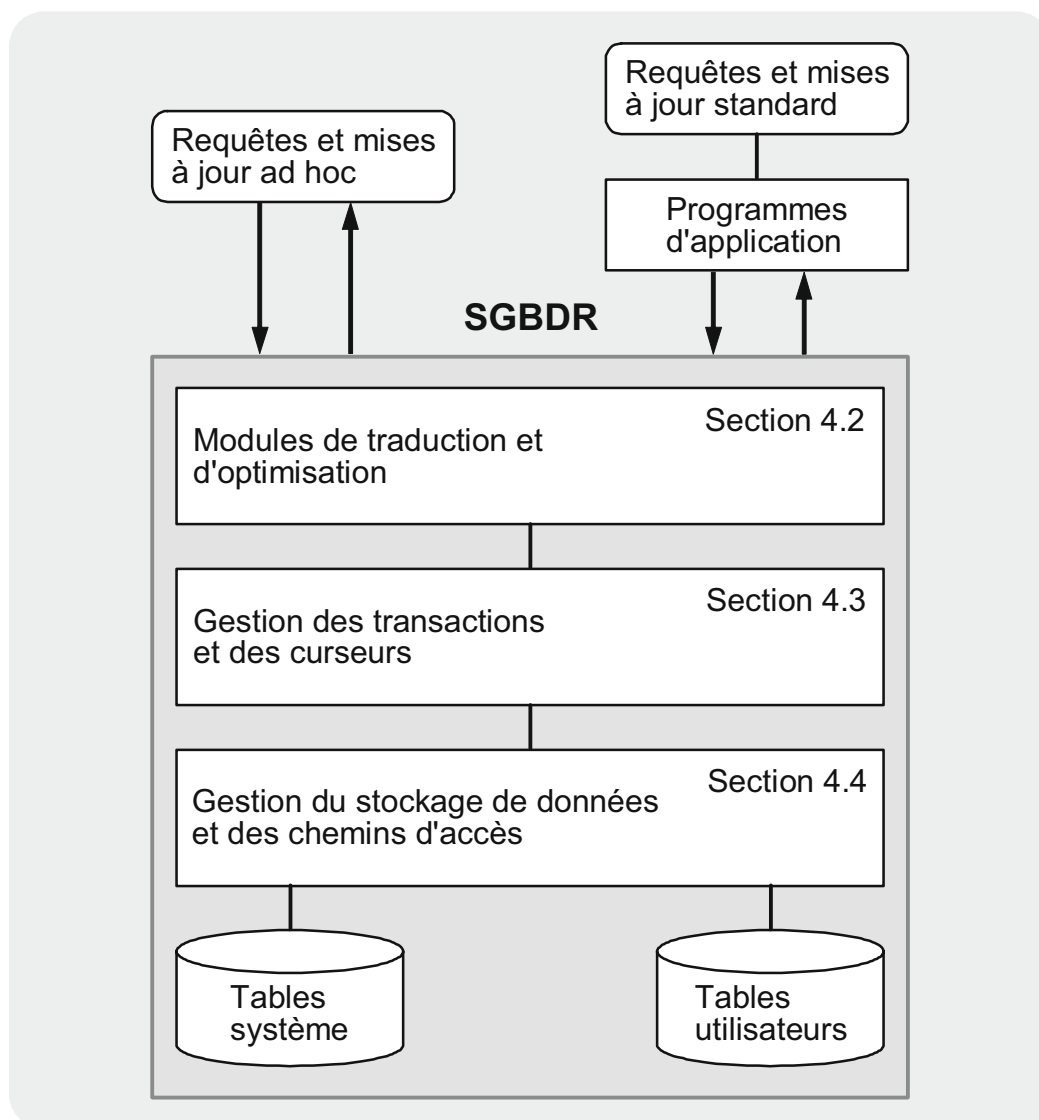 Requêtes et mises
à jour standard
Requêtes et mises
à jour ad hoc
Programmes
d'application
SGBDR
Section 4.2
Modules de traduction et
d'optimisation
Section 4.3
Gestion des transactions
et des curseurs
Section 4.4
Gestion du stockage de données
et des chemins d'accès
Tables
système
Tables
utilisateurs